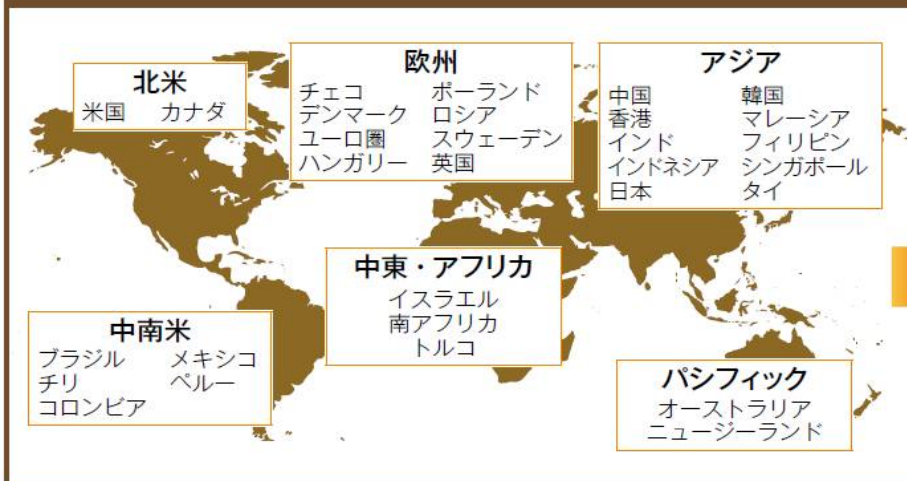 北米
米国 カナダ
欧州
チェコ ポーランド
デンマーク ロシア
ユーロ圏 スウェーデン
ハンガリー 英国
アジア
中国 韓国
香港 マレーシア
インド フィリピン
インドネシア シンガポール
日本 タイ
中東・アフリカ
イスラエル
南アフリカ
トルコ
中南米
ブラジル メキシコ
チリ ペルー
コロンビア
パシフィック
オーストラリア
ニュージーランド